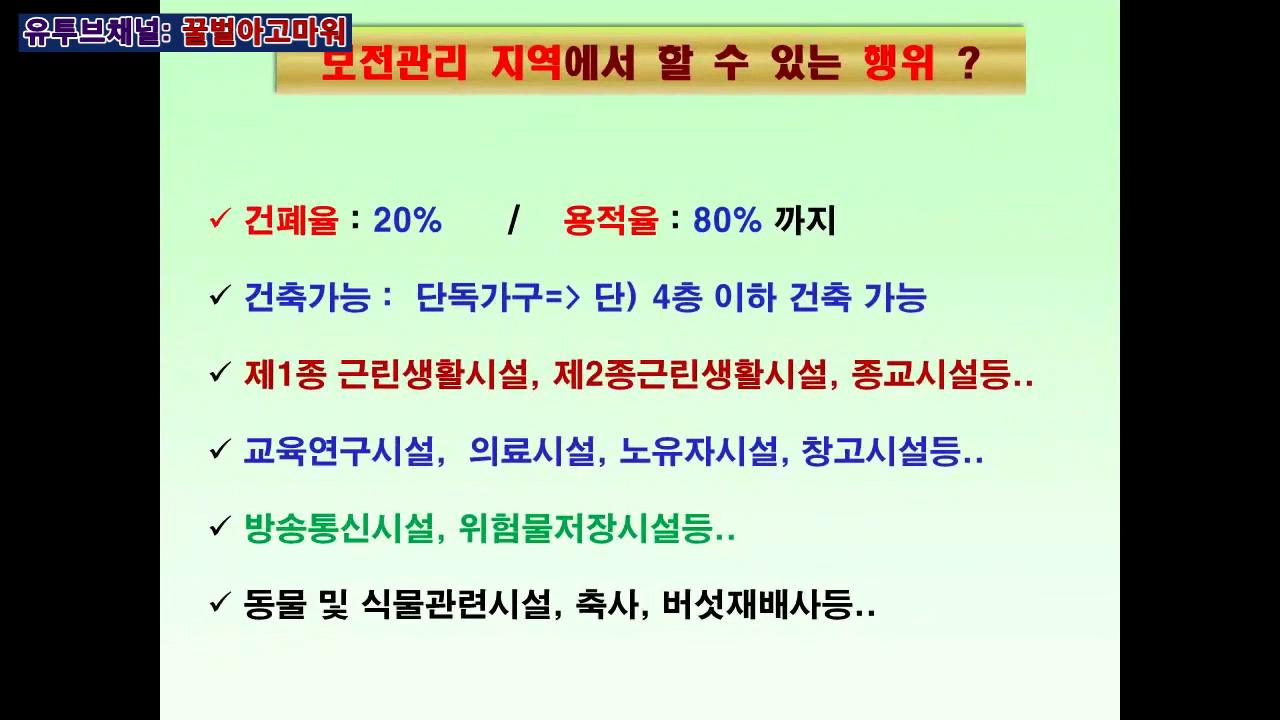 유투브채널: 꿀벌아고마워
보전관리 지역에서 할 수 있는 행위 ?
✓ 건폐율 : 20% / 용적율 : 80% 까지
✓ 건축가능 : 단독가구=> 단) 4층 이하 건축 가능
✓ 제1종 근린생활시설, 제2종근린생활시설, 종교시설등..
✓ 교육연구시설, 의료시설, 노유자시설, 창고시설등..
✓ 방송통신시설, 위험물저장시설등..
✓ 동물 및 식물관련시설, 축사, 버섯재배사등..